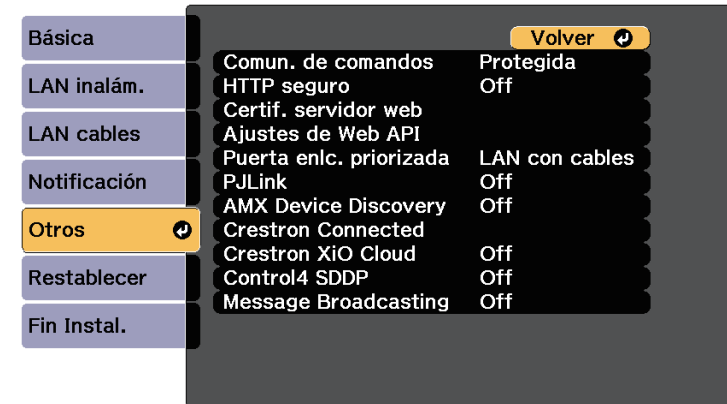 Básica
LAN inalám.
LAN cables
Notificación
Otros
Restablecer
Fin Instal.
Volver
Comun. de comandos Protegida
HTTP seguro Off
Certif. servidor web
Ajustes de Web API
Puerta enlc. priorizada LAN con cables
PJLink Off
AMX Device Discovery Off
Crestron Connected
Crestron XiO Cloud Off
Control4 SDDP Off
Message Broadcasting Off